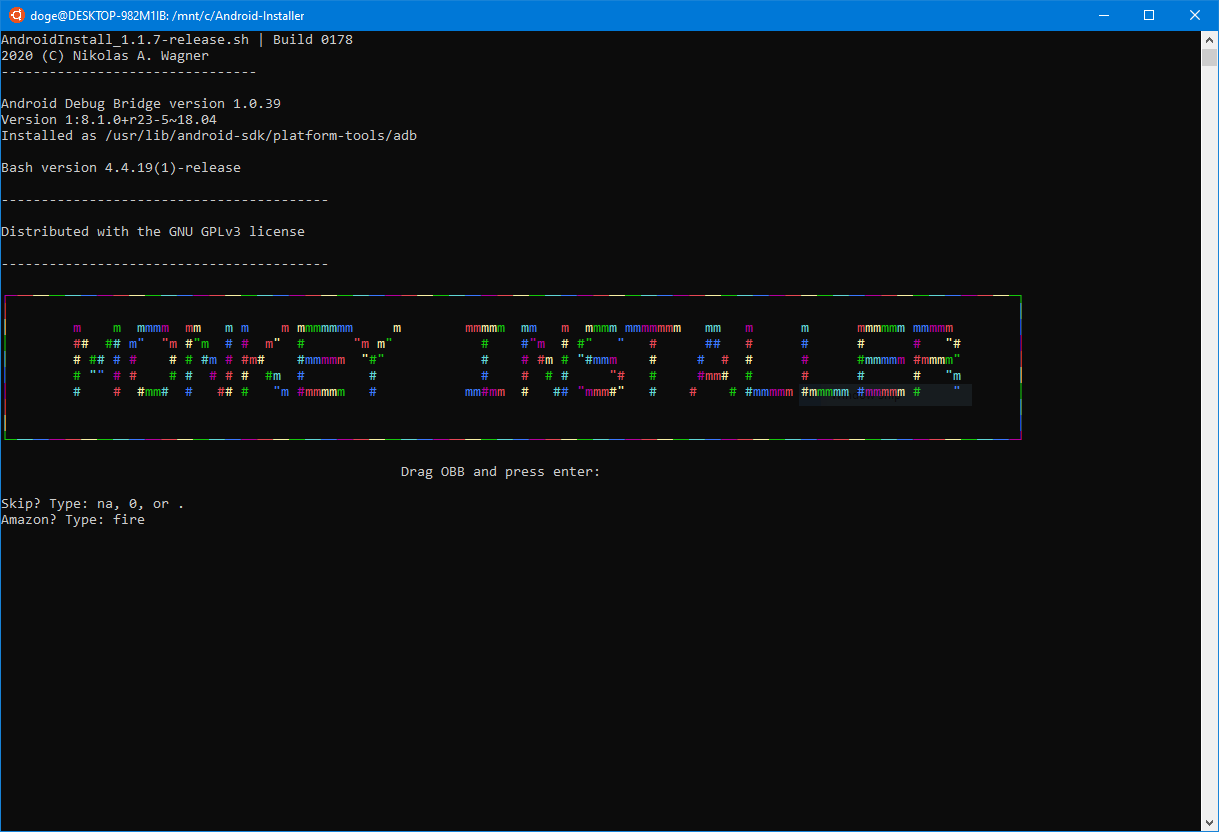 doge@DESKTOP-982M1IB: /mnt/c/Android-Installer
AndroidInstall_1.1.7-release.sh | Build 0178
2020 (C) Nikolas A. Wagner
--------------------------------
Android Debug Bridge version 1.0.39
Version 1:8.1.0+r23-5~18.04
Installed as /usr/lib/android-sdk/platform-tools/adb
Bash version 4.4.19(1)-release
-----------------------------------------
Distributed with the GNU GPLv3 license
-----------------------------------------
MONKEY INSTALLER
Drag OBB and press enter:
Skip? Type: na, 0, or .
Amazon? Type: fire